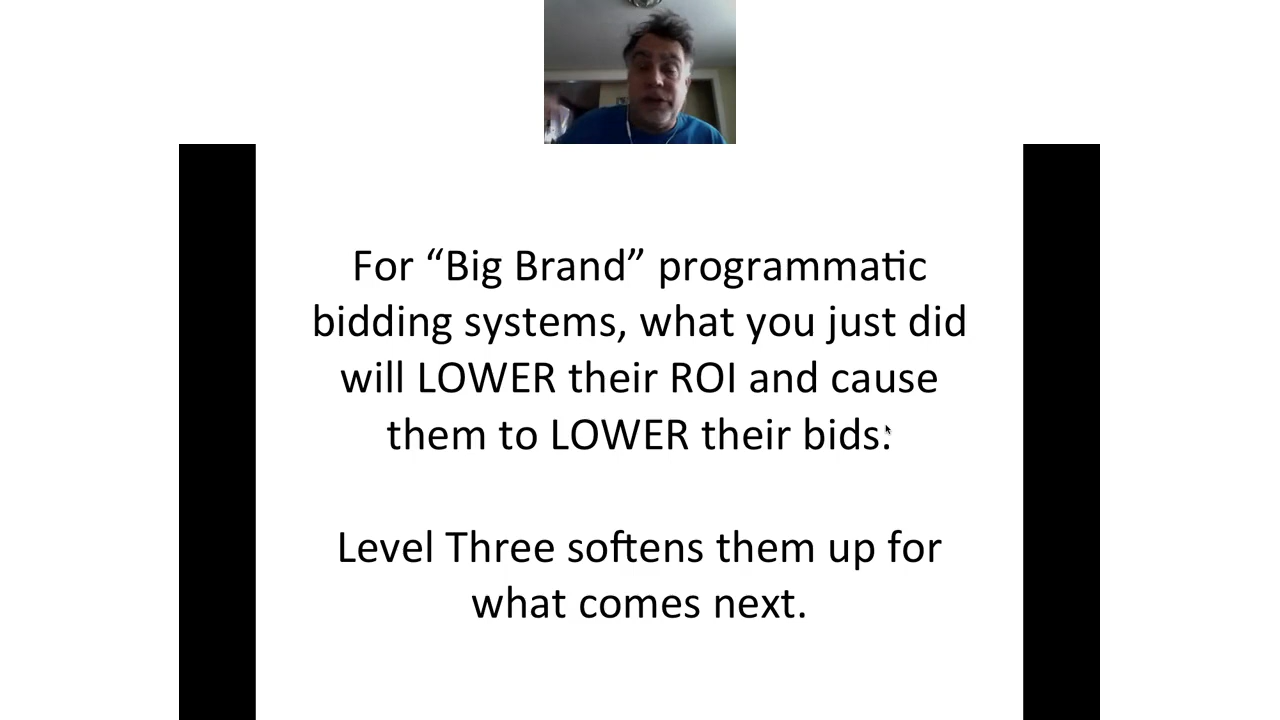 For “Big Brand” programmatic
bidding systems, what you just did
will LOWER their ROI and cause
them to LOWER their bids.
Level Three softens them up for
what comes next.